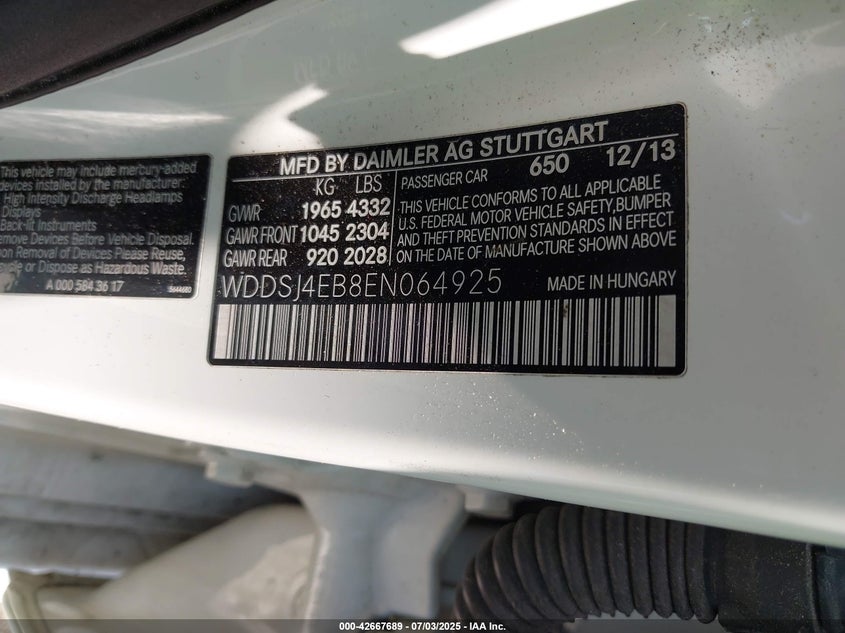 This vehicle may include mercury-added
devices installed by the manufacturer:
High Intensity Discharge Headlamps
Displays
Back-lit Instruments
Remove Devices Before Vehicle Disposal.
on Removal of Devices Please Reuse,
or Dispose as Hazardous Waste.
A 000 584 36 17
MFD BY DAIMLER AG STUTTGART
KG LBS
GVWR 1965 4332
GAWR FRONT 1045 2304
GAWR REAR 920 2028
PASSENGER CAR 650 12/13
THIS VEHICLE CONFORMS TO ALL APPLICABLE
U.S. FEDERAL MOTOR VEHICLE SAFETY, BUMPER
AND THEFT PREVENTION STANDARDS IN EFFECT
ON THE DATE OF MANUFACTURE SHOWN ABOVE
WDDSJ4EB8EN064925 MADE IN HUNGARY
000-42667689 - 07/03/2025 - IAA Inc.